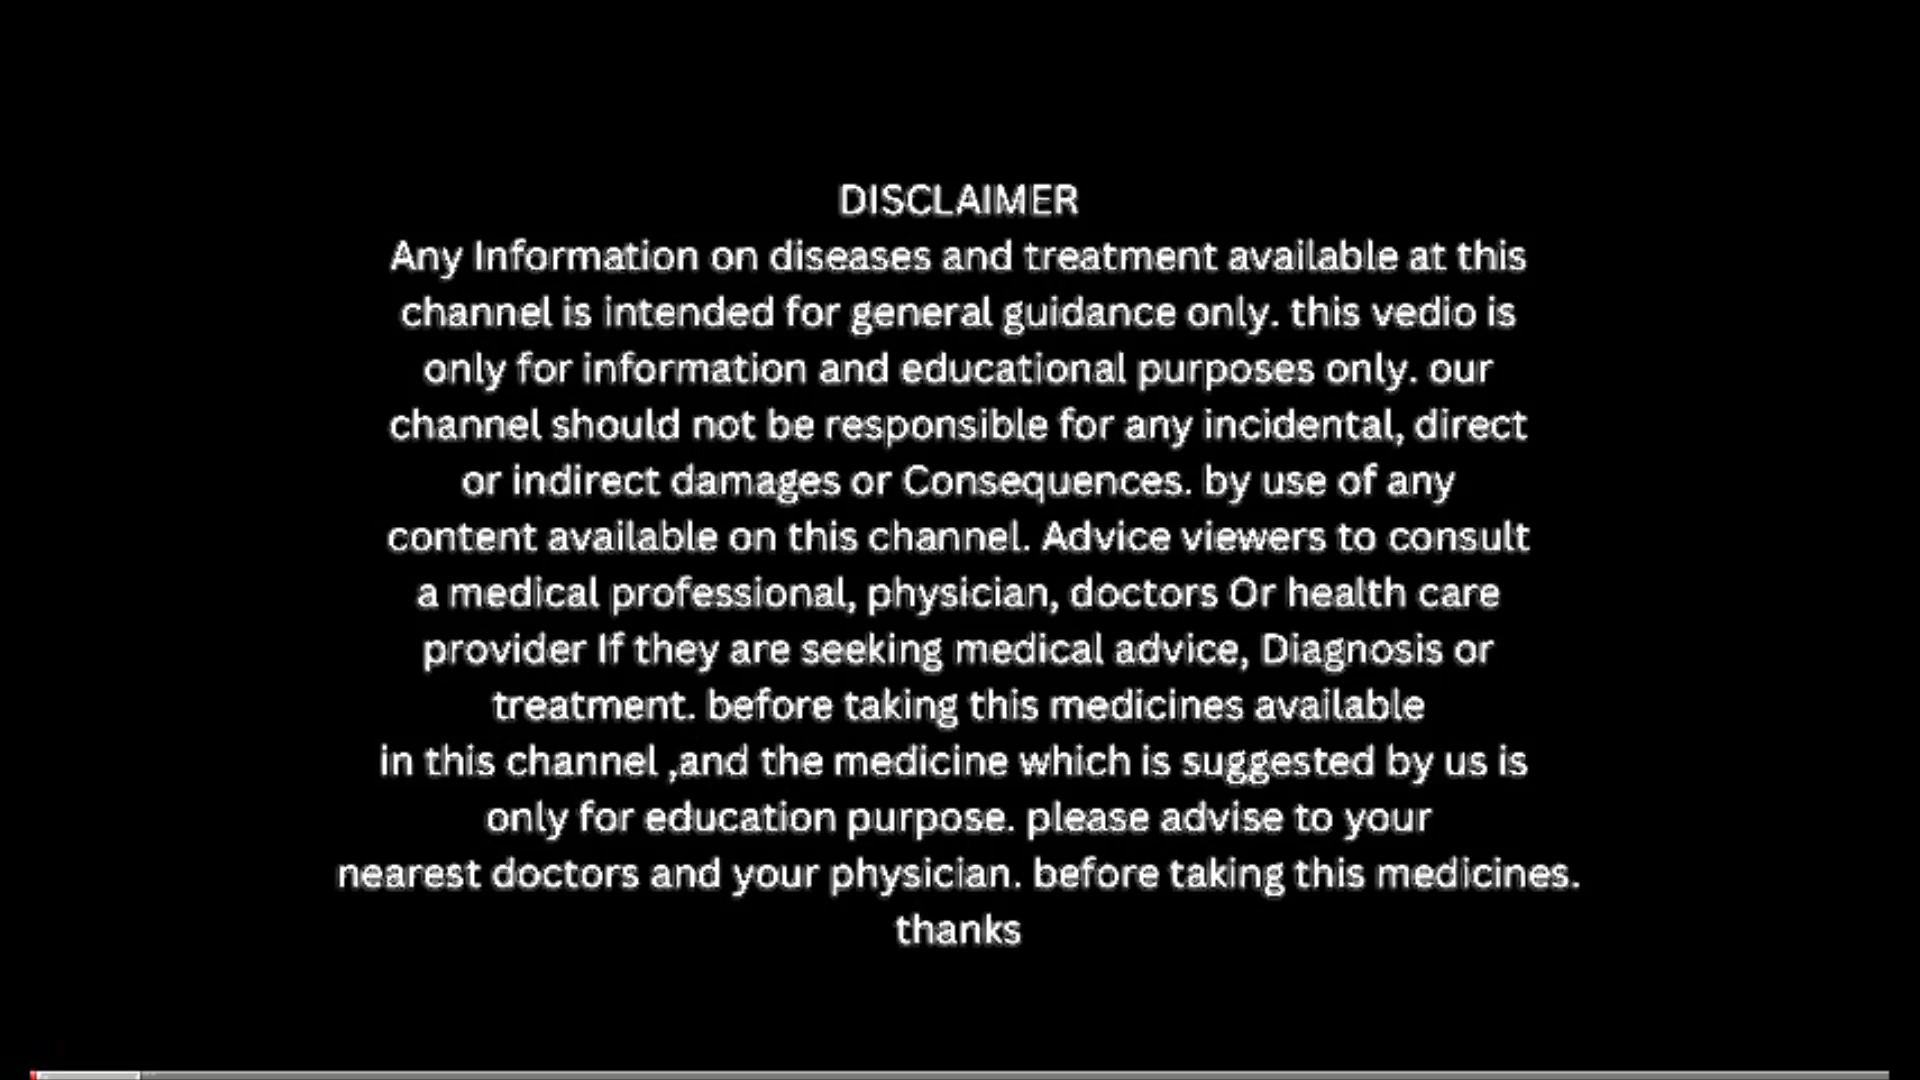 DISCLAIMER
Any Information on diseases and treatment available at this
channel is intended for general guidance only. this vedio is
only for information and educational purposes only. our
channel should not be responsible for any incidental, direct
or indirect damages or Consequences. by use of any
content available on this channel. Advice viewers to consult
a medical professional, physician, doctors Or health care
provider If they are seeking medical advice, Diagnosis or
treatment. before taking this medicines available
in this channel ,and the medicine which is suggested by us is
only for education purpose. please advise to your
nearest doctors and your physician. before taking this medicines.
thanks